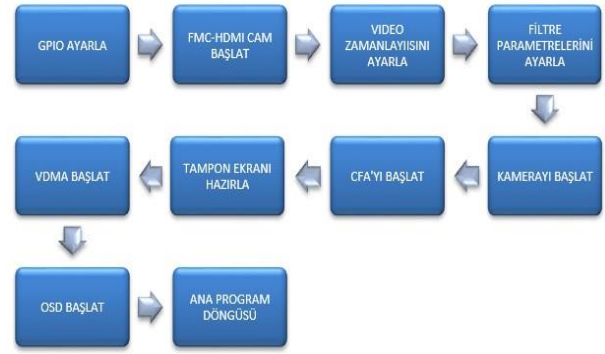 GPIO AYARLA
FMC-HDMI CAM
BAŞLAT
VIDEO
ZAMANLAYIISINI
AYARLA
FİLTRE
PARAMETRELERİNİ
AYARLA
KAMERAYI BAŞLAT
CFA'YI BAŞLAT
TAMPON EKRANI
HAZIRLA
VDMA BAŞLAT
OSD BAŞLAT
ANA PROGRAM
DÖNGÜSÜ